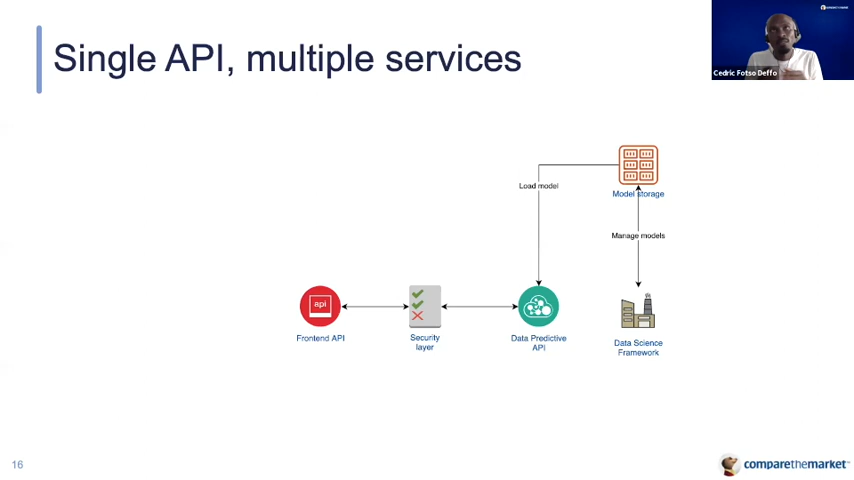 Single API, multiple services
Cedric Fotso Deffo
Load model
Model storage
Manage models
api
Frontend API
Security
layer
Data Predictive
API
Data Science
Framework
16
comparethemarket